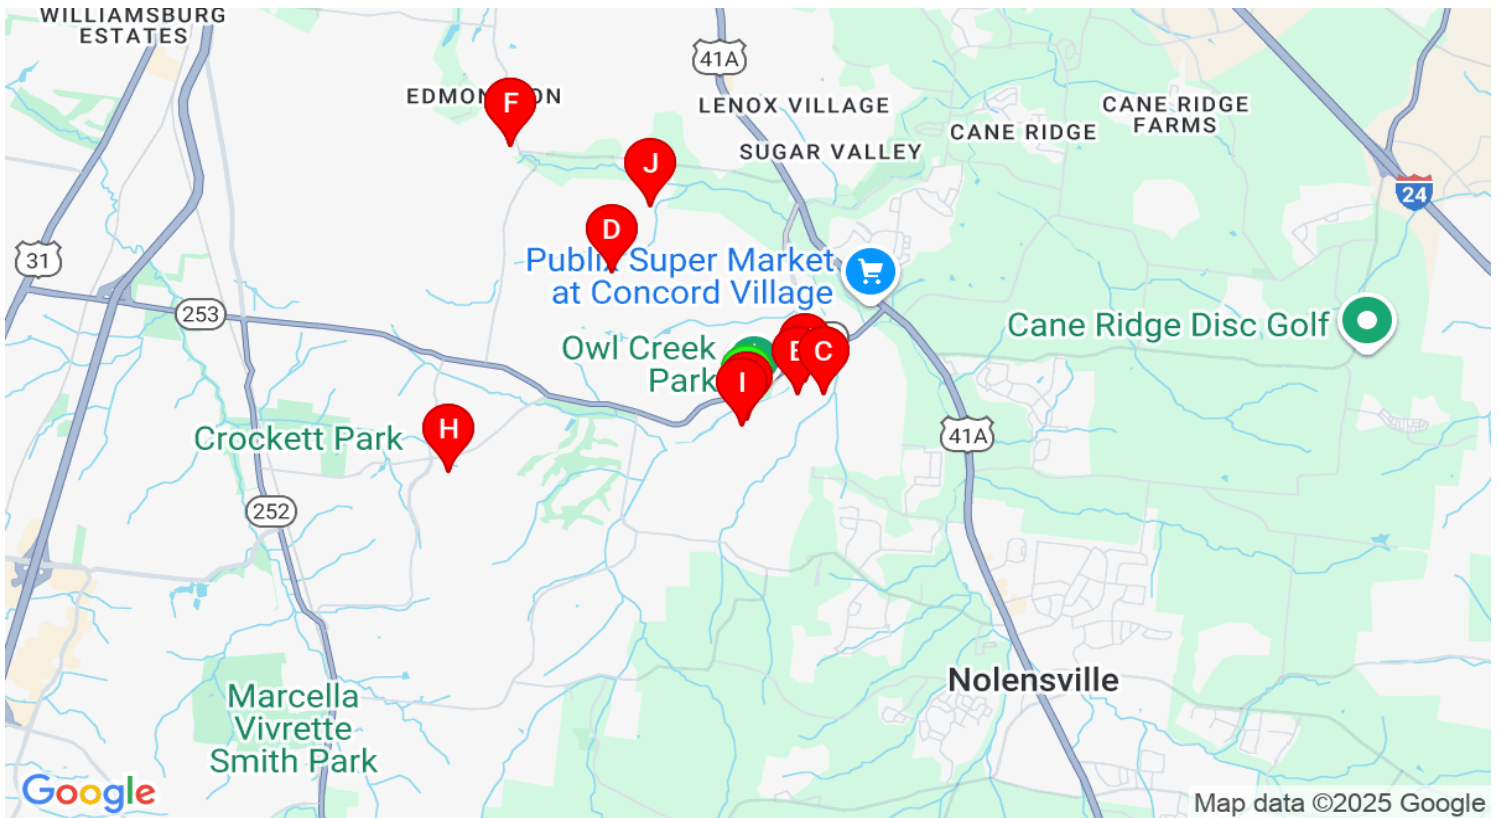 WILLIAMSBURG
ESTATES
41A
EDMON
ON
F
LENOX VILLAGE
CANE RIDGE
FARMS
CANE RIDGE
SUGAR VALLEY
J
24
D
31
Publix Super Market
at Concord Village
253
Cane Ridge Disc Golf
Owl Creek
Park
E
C
I
H
Crockett Park
41A
252
Nolensville
Marcella
Vivrette
Smith Park
Google
Map data ©2025 Google